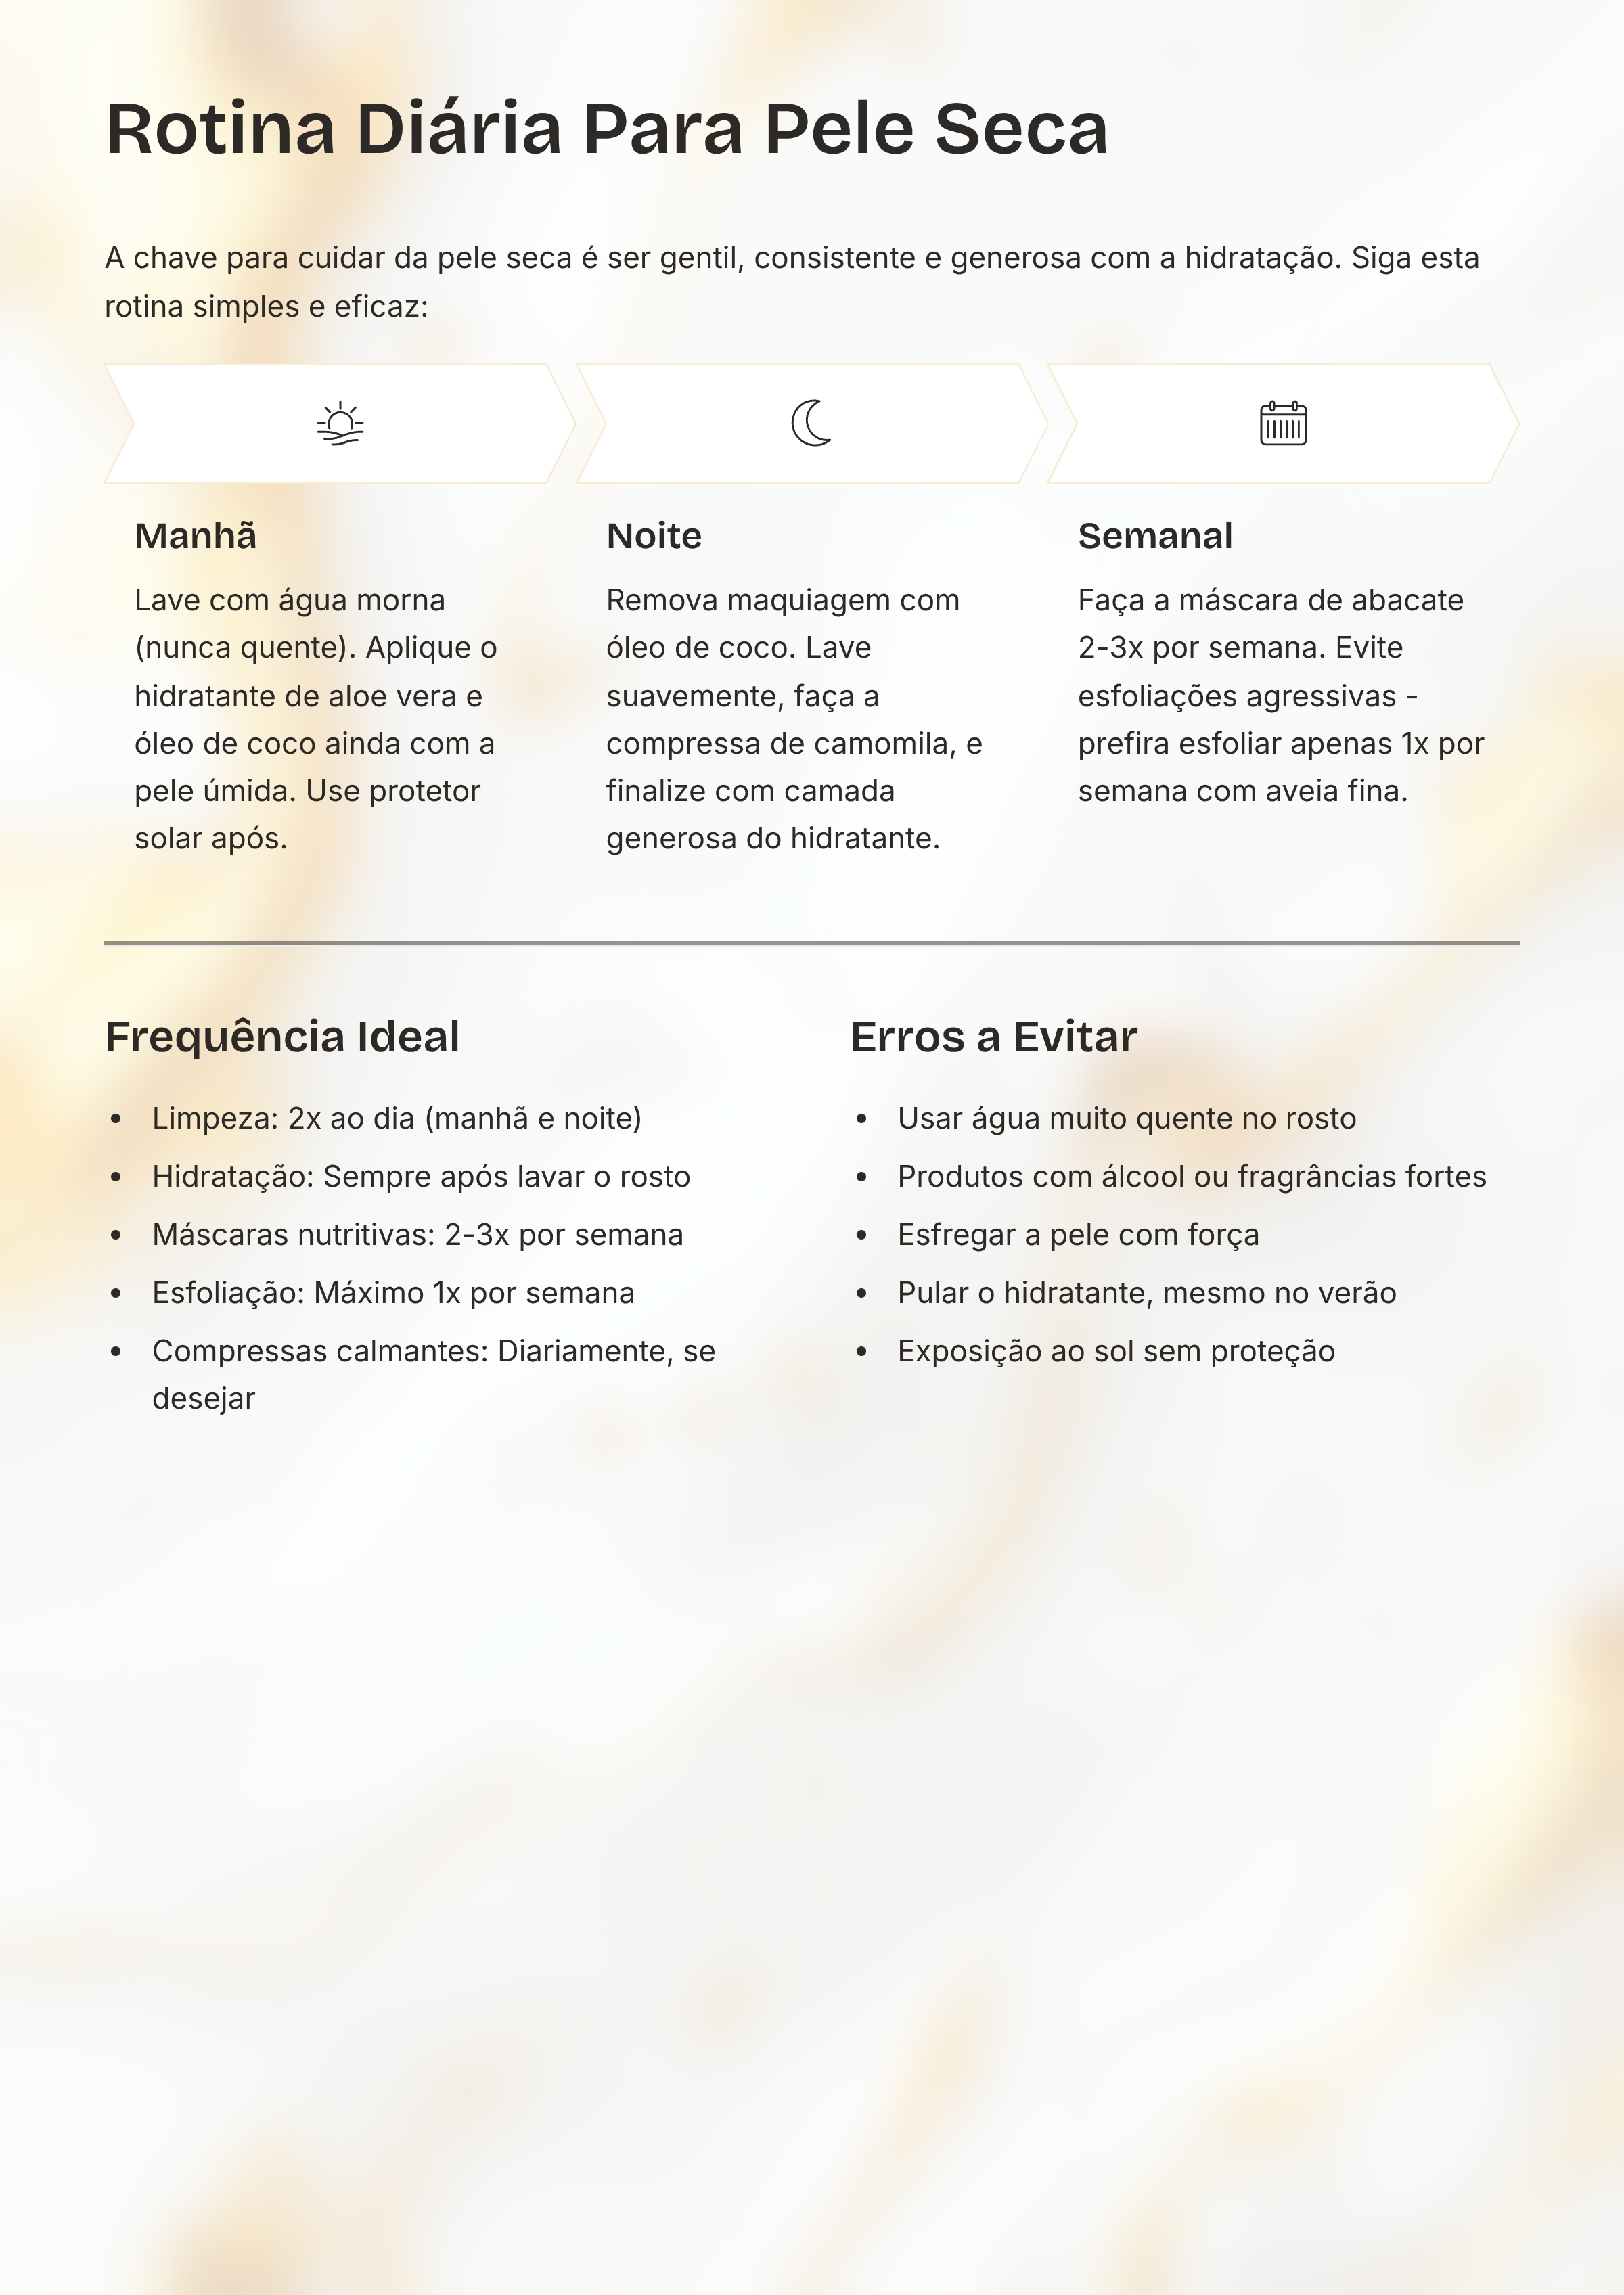 Rotina Diária Para Pele Seca
A chave para cuidar da pele seca é ser gentil, consistente e generosa com a hidratação. Siga esta
rotina simples e eficaz:
Manhã
Lave com água morna
(nunca quente). Aplique o
hidratante de aloe vera e
óleo de coco ainda com a
pele úmida. Use protetor
solar após.
Noite
Remova maquiagem com
óleo de coco. Lave
suavemente, faça a
compressa de camomila, e
finalize com camada
generosa do hidratante.
Semanal
Faça a máscara de abacate
2-3x por semana. Evite
esfoliações agressivas -
prefira esfoliar apenas 1x por
semana com aveia fina.
Frequência Ideal
• Limpeza: 2x ao dia (manhã e noite)
• Hidratação: Sempre após lavar o rosto
• Máscaras nutritivas: 2-3x por semana
• Esfoliação: Máximo 1x por semana
• Compressas calmantes: Diariamente, se
desejar
Erros a Evitar
• Usar água muito quente no rosto
• Produtos com álcool ou fragrâncias fortes
• Esfregar a pele com força
• Pular o hidratante, mesmo no verão
• Exposição ao sol sem proteção